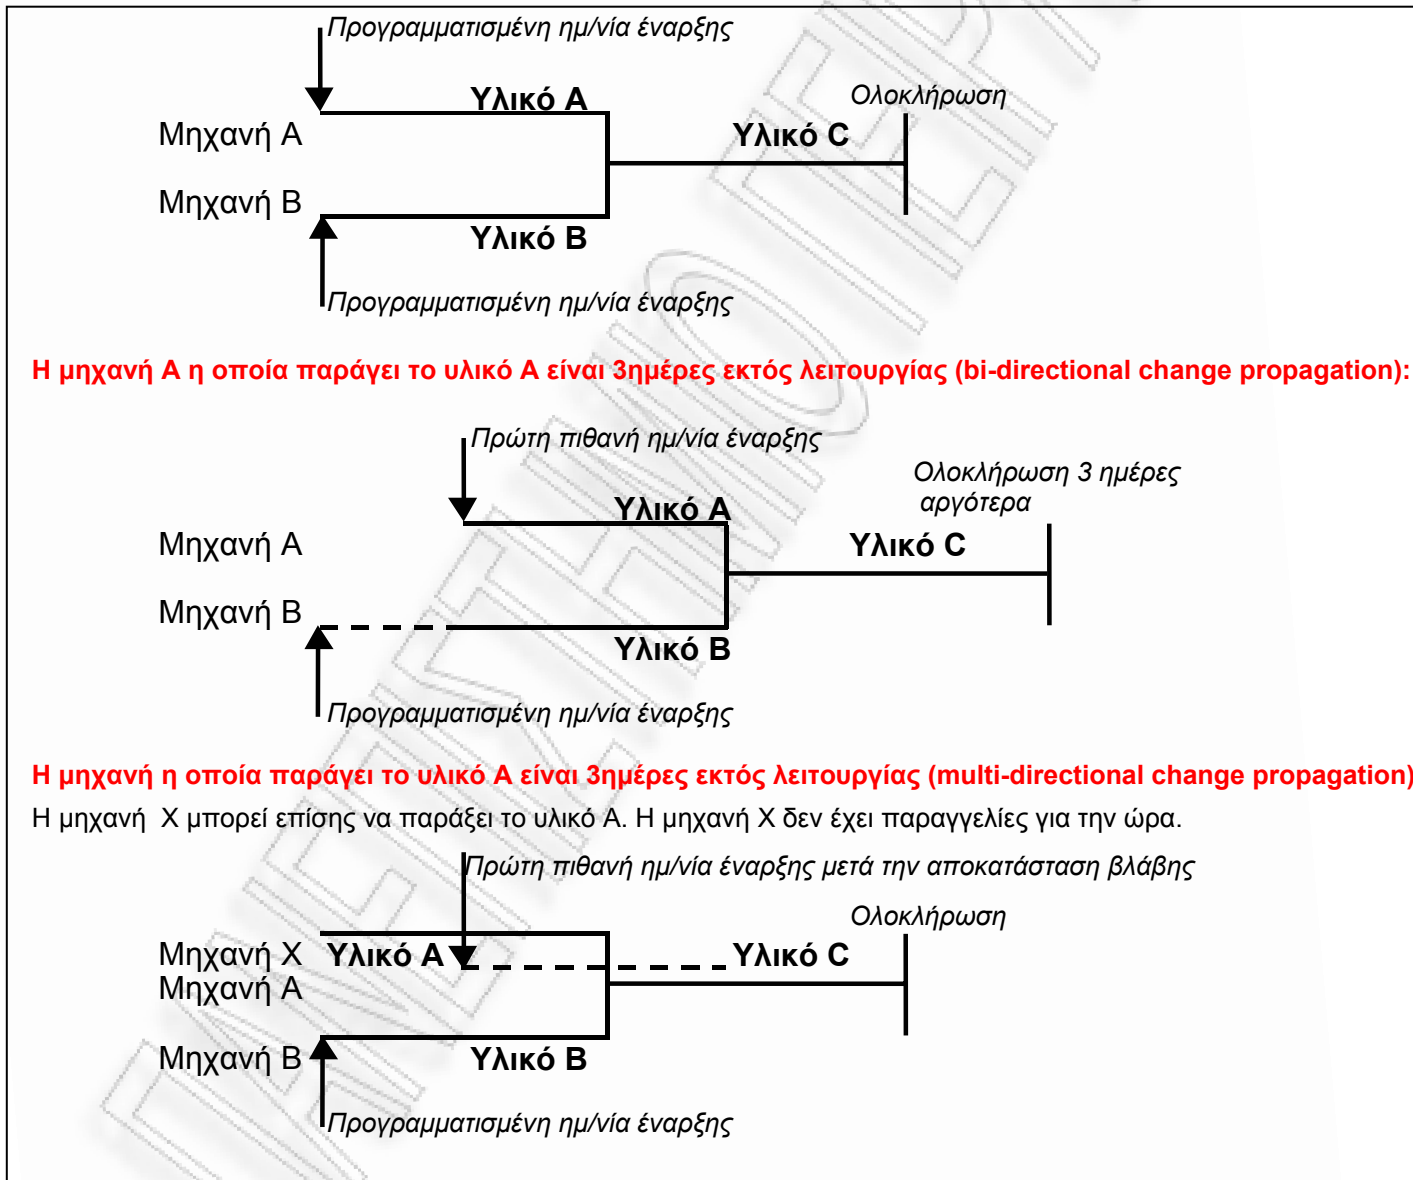 Προγραμματισμένη ημ/νία έναρξης
Υλικό Α
Ολοκλήρωση
Μηχανή Α
Υλικό C
Μηχανή Β
Υλικό Β
Προγραμματισμένη ημ/νία έναρξης
Η μηχανή Α η οποία παράγει το υλικό Α είναι 3ημέρες εκτός λειτουργίας (bi-directional change propagation):
Πρώτη πιθανή ημ/νία έναρξης
Ολοκλήρωση 3 ημέρες
αργότερα
Υλικό Α
Μηχανή Α
Υλικό C
Μηχανή Β
Υλικό Β
Προγραμματισμένη ημ/νία έναρξης
Η μηχανή η οποία παράγει το υλικό Α είναι 3ημέρες εκτός λειτουργίας (multi-directional change propagation)
Η μηχανή Χ μπορεί επίσης να παράξει το υλικό Α. Η μηχανή Χ δεν έχει παραγγελίες για την ώρα.
Πρώτη πιθανή ημ/νία έναρξης μετά την αποκατάσταση βλάβης
Ολοκλήρωση
Μηχανή Χ
Υλικό Α
Υλικό C
Μηχανή Α
Μηχανή Β
Υλικό Β
Προγραμματισμένη ημ/νία έναρξης